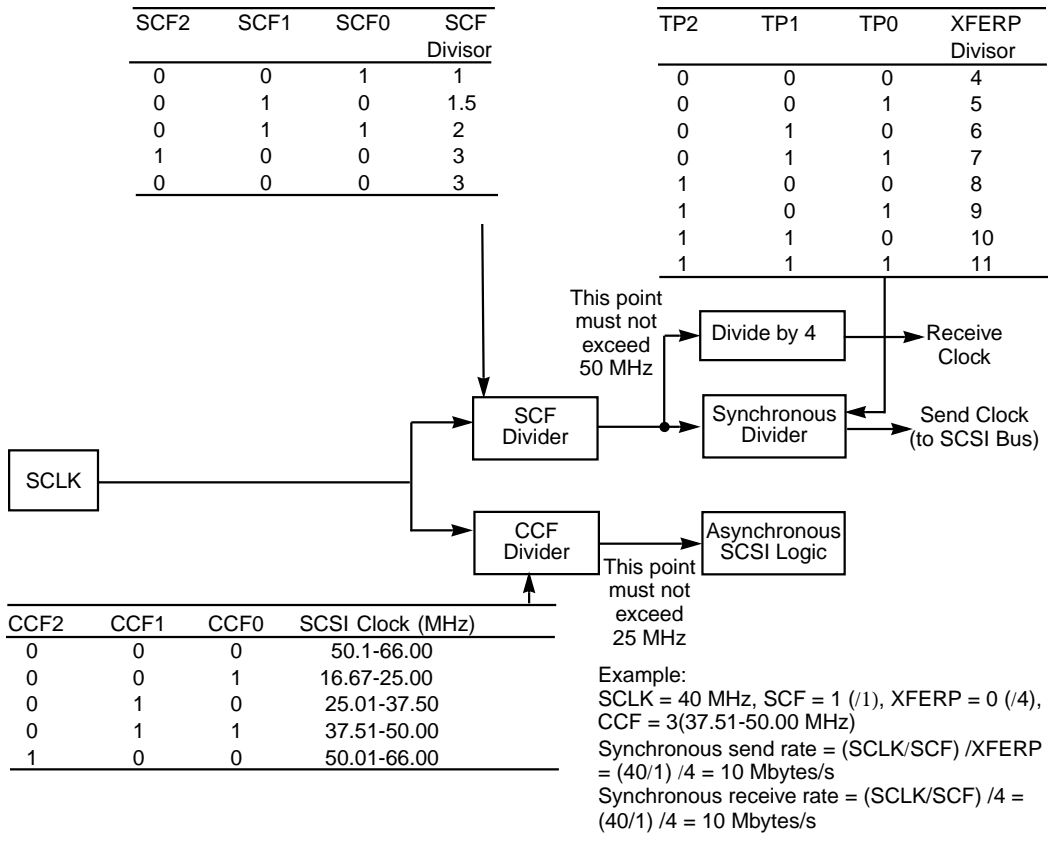 SCF2 SCF1 SCF0 SCF Divisor
0 0 1 1
0 1 0 1.5
0 1 1 2
1 0 0 3
0 0 0 3
TP2 TP1 TP0 XFERP Divisor
0 0 0 4
0 0 1 5
0 1 0 6
0 1 1 7
1 0 0 8
1 0 1 9
1 1 0 10
1 1 1 11
This point
must not
exceed
50 MHz
Divide by 4
Receive
Clock
SCF
Divider
Synchronous
Divider
Send Clock
(to SCSI Bus)
SCLK
CCF
Divider
Asynchronous
SCSI Logic
This point
must not
exceed
25 MHz
CCF2 CCF1 CCF0 SCSI Clock (MHz)
0 0 0 50.1-66.00
0 0 1 16.67-25.00
0 1 0 25.01-37.50
0 1 1 37.51-50.00
1 0 0 50.01-66.00
Example:
SCLK = 40 MHz, SCF = 1 (/1), XFERP = 0 (/4),
CCF = 3(37.51-50.00 MHz)
Synchronous send rate = (SCLK/SCF) /XFERP
= (40/1) /4 = 10 Mbytes/s
Synchronous receive rate = (SCLK/SCF) /4 =
(40/1) /4 = 10 Mbytes/s